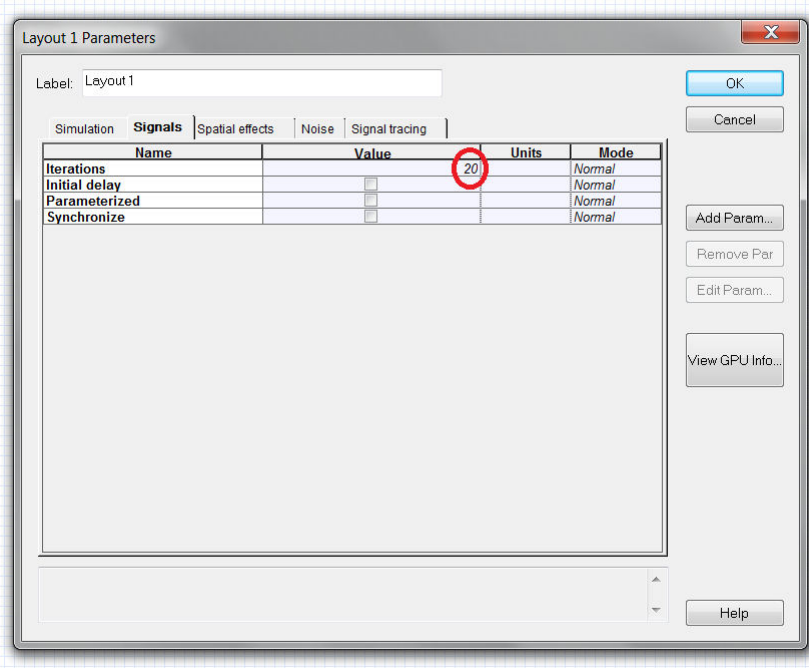 Layout 1 Parameters
X
Label: Layout 1
OK
Cancel
Simulation Signals Spatial effects Noise Signal tracing
Name Value Units Mode
Iterations 20 Normal
Initial delay Normal
Parameterized Normal
Synchronize Normal
Add Param...
Remove Par
Edit Param...
View GPU Info...
Help